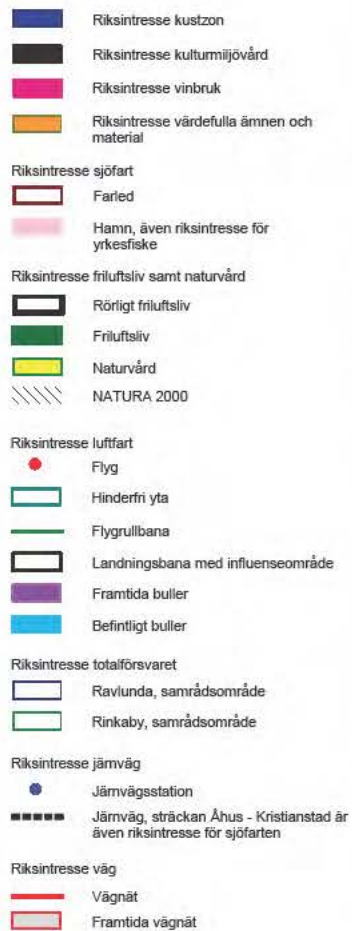 Riksintresse kustzon
Riksintresse kulturmiljövård
Riksintresse vinbruk
Riksintresse värdefulla ämnen och
material
Riksintresse sjöfart
Farled
Hamn, även riksintresse för
yrkesfiske
Riksintresse friluftsliv samt naturvård
Rörligt friluftsliv
Friluftsliv
Naturvård
NATURA 2000
Riksintresse luftfart
Flyg
Hinderfri yta
Flygrullbana
Landningsbana med influenseområde
Framtida buller
Befintligt buller
Riksintresse totalförsvaret
Ravlunda, samrådsområde
Rinkaby, samrådsområde
Riksintresse järnväg
Järnvägsstation
Järnväg, sträckan Åhus - Kristianstad är
även riksintresse för sjöfarten
Riksintresse väg
Vägnät
Framtida vägnät